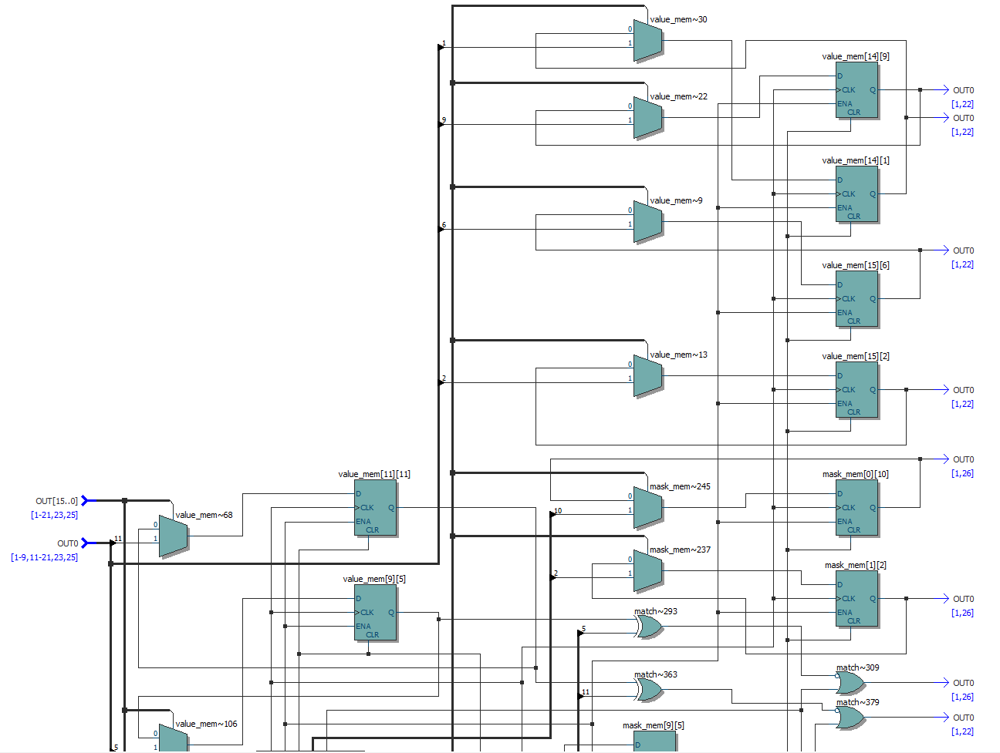 value_mem~30
0
1
1
value_mem[14][9]
D
CLK
Q
ENA
CLR
OUT0
[1,22]
OUT0
[1,22]
value_mem~22
0
9
1
value_mem[14][1]
D
CLK
Q
ENA
CLR
value_mem~9
0
6
1
OUT0
[1,22]
value_mem[15][6]
D
CLK
Q
ENA
CLR
value_mem~13
0
2
1
value_mem[15][2]
D
CLK
Q
ENA
CLR
OUT0
[1,22]
OUT0
[1,26]
OUT[15..0]
[1-21,23,25]
OUT0
[1-9,11-21,23,25]
value_mem~68
0
11
1
value_mem[11][11]
D
CLK
Q
ENA
CLR
mask_mem~245
0
10
1
mask_mem[0][10]
D
CLK
Q
ENA
CLR
mask_mem~237
0
2
1
mask_mem[1][2]
D
CLK
Q
ENA
CLR
OUT0
[1,26]
value_mem[9][5]
D
CLK
Q
ENA
CLR
match~293
5
match~309
OUT0
[1,26]
match~363
11
match~379
OUT0
[1,22]
value_mem~106
0
5
1
mask_mem[9][5]
D